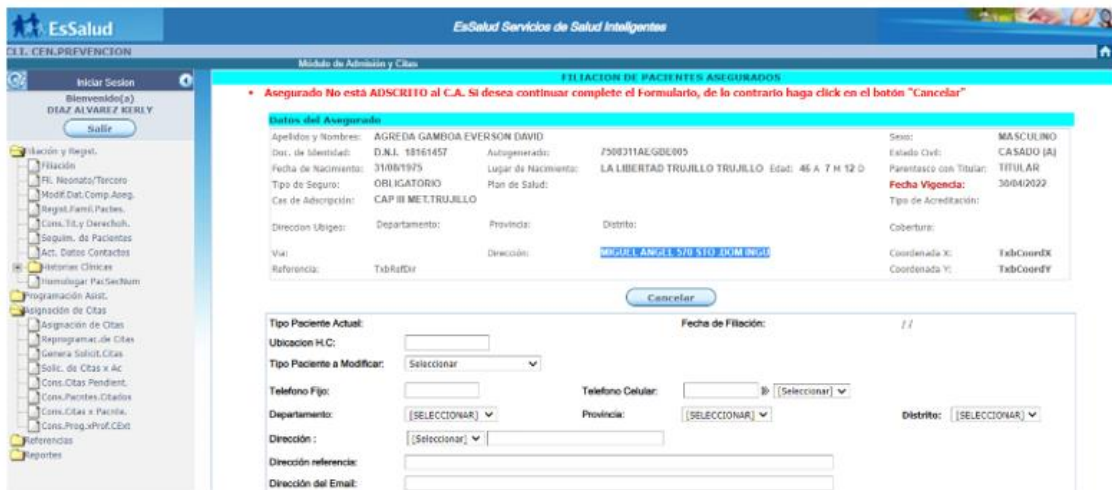 EsSalud
EsSalud Servicios de Salud Inteligentes
CLI. CEN.PREVENCION
Módulo de Admisión y Citas
Iniciar Sesion
Bienvenido(a)
DIAZ ALVAREZ KERLY
Salir
Filiación y Regist.
Filiación
Fil. Neonato/Tercero
Modif.Dat.Comp.Aseg.
Regist.Famil.Pactes.
Cons.Tit.y Derechoh.
Seguim. de Pacientes
Act. Datos Contactos
Historias Clínicas
Homologar PacSecNum
Programación Asist.
Asignación de Citas
Asignación de Citas
Reprogramac.de Citas
Genera Solicit.Citas
Solic. de Citas x Ac
Cons.Citas Pendient.
Cons.Pacntes.Citados
Cons.Citas x Pacnte.
Cons.Prog.xProf.CExt
Referencias
Reportes
FILIACION DE PACIENTES ASEGURADOS
• Asegurado No está ADSCRITO al C.A. Si desea continuar complete el Formulario, de lo contrario haga click en el botón "Cancelar"
Datos del Asegurado
Apellidos y Nombres: AGREDA GAMBOA EVERSON DAVID Sexo: MASCULINO
Doc. de Identidad: D.N.I. 18161457 Autogenerado: 7508311AEGDE005 Estado Civil: CASADO (A)
Fecha de Nacimiento: 31/08/1975 Lugar de Nacimiento: LA LIBERTAD TRUJILLO TRUJILLO Edad: 46 A 7 M 12 D Parentesco con Titular: TITULAR
Tipo de Seguro: OBLIGATORIO Plan de Salud: Fecha Vigencia: 30/04/2022
Cas de Adscripción: CAP III MET.TRUJILLO Tipo de Acreditación:
Direccion Ubigeo: Departamento: Provincia: Distrito: Cobertura:
Via: Dirección: MIGUEL ANGEL 570 STO .DOMINGU Coordenada X: TxbCoordX
Referencia: TxbRefDir Coordenada Y: TxbCoordY
Cancelar
Tipo Paciente Actual: Fecha de Filiación: / /
Ubicacion H.C:
Tipo Paciente a Modificar: Seleccionar
Telefono Fijo: Telefono Celular: [Seleccionar]
Departamento: [SELECCIONAR] Provincia: [SELECCIONAR] Distrito: [SELECCIONAR]
Dirección : [Seleccionar]
Dirección referencia:
Dirección del Email: